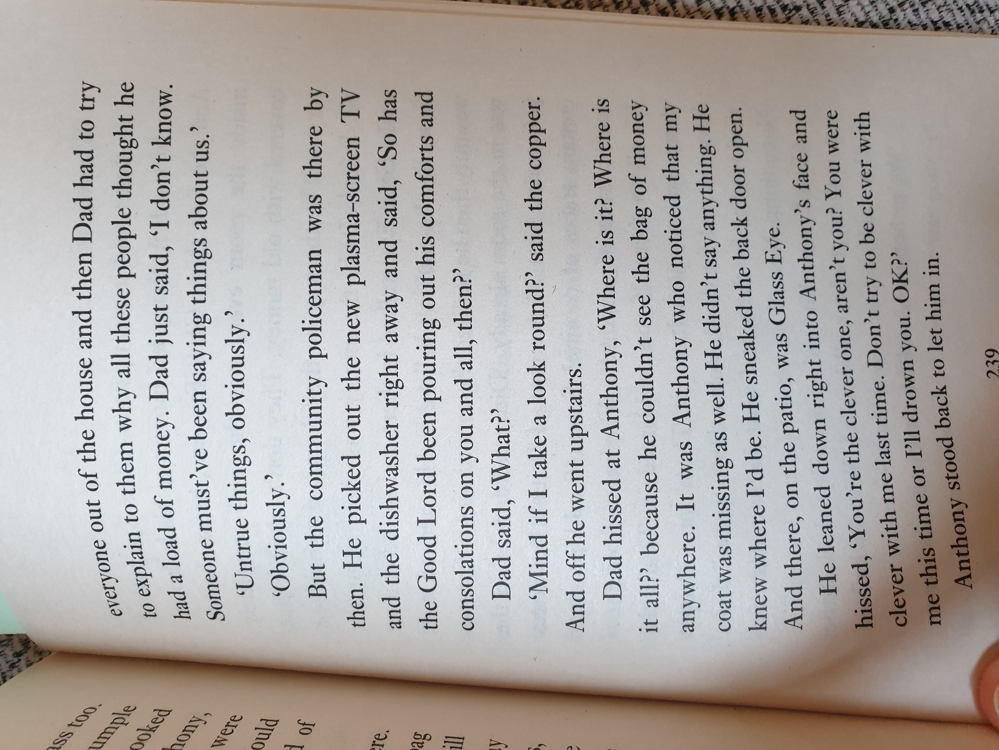 everyone out of the house and then Dad had to try
to explain to them why all these people thought he
had a load of money. Dad just said, ‘I don’t know.
Someone must’ve been saying things about us.’
‘Untrue things, obviously.’
‘Obviously.’
But the community policeman was there by
then. He picked out the new plasma-screen TV
and the dishwasher right away and said, ‘So has
the Good Lord been pouring out his comforts and
consolations on you and all, then?’
Dad said, ‘What?’
‘Mind if I take a look round?’ said the copper.
And off he went upstairs.
Dad hissed at Anthony, ‘Where is it? Where is
it all?’ because he couldn’t see the bag of money
anywhere. It was Anthony who noticed that my
coat was missing as well. He didn’t say anything. He
knew where I’d be. He sneaked the back door open.
And there, on the patio, was Glass Eye.
He leaned down right into Anthony’s face and
hissed, ‘You’re the clever one, aren’t you? You were
clever with me last time. Don’t try to be clever with
me this time or I’ll drown you. OK?’
Anthony stood back to let him in.
239